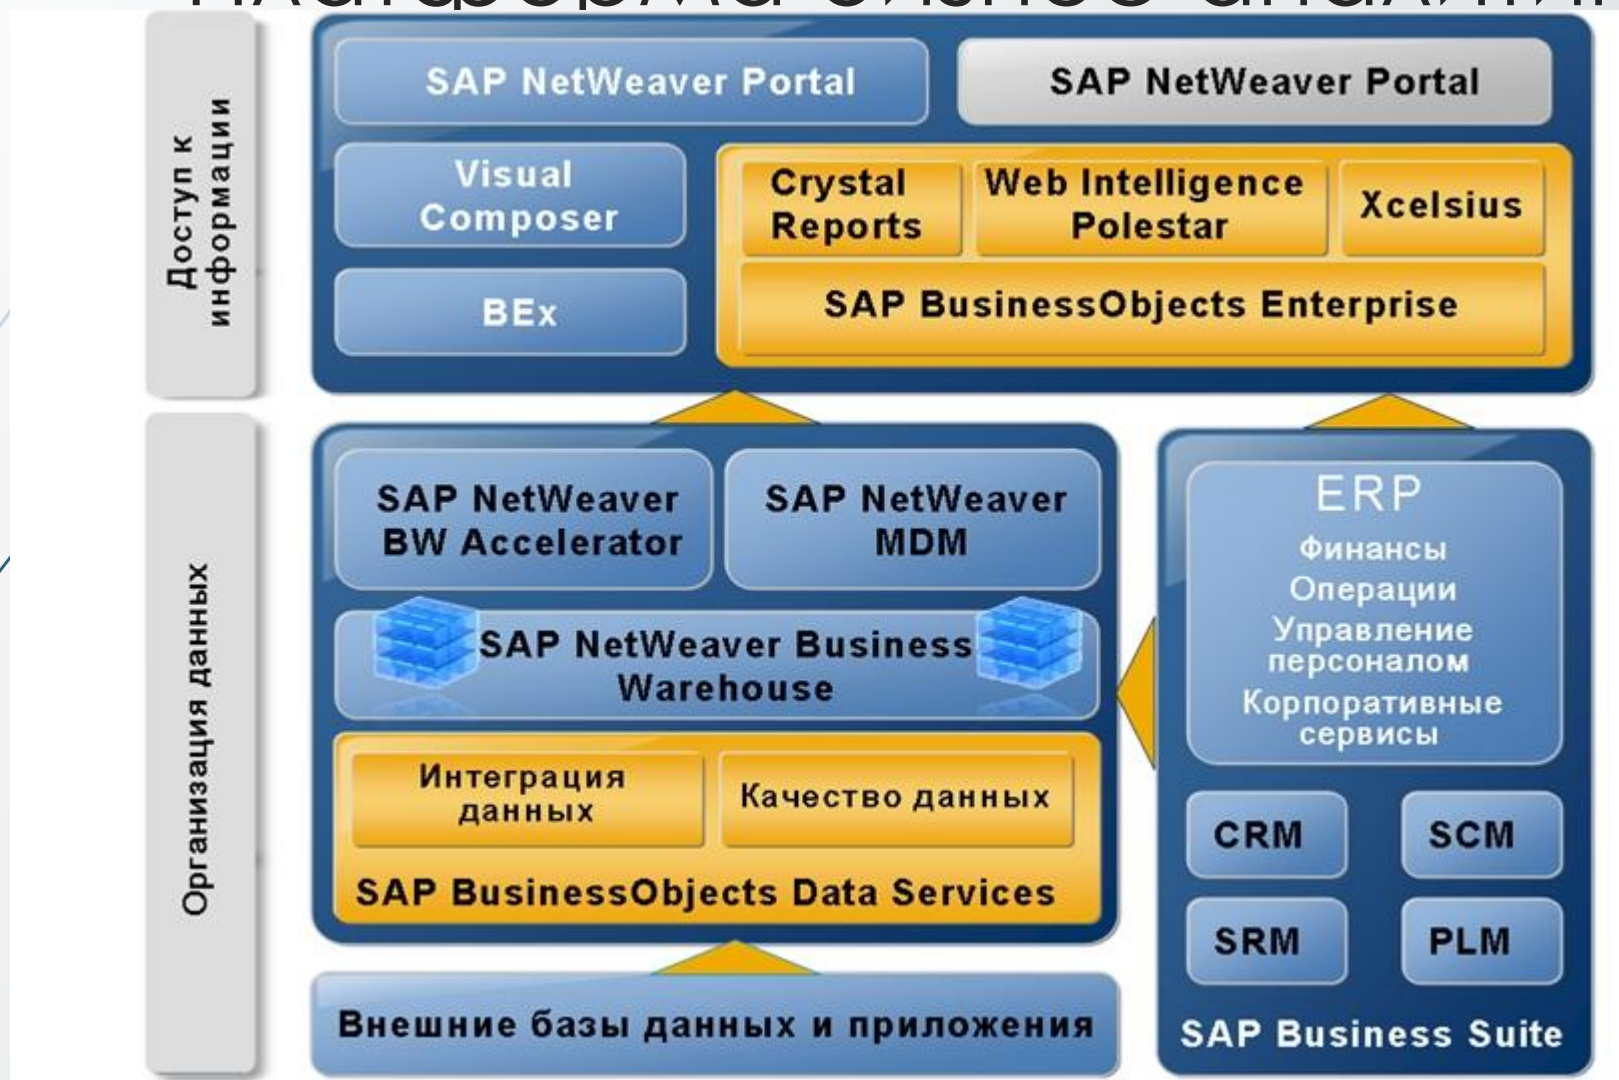 Доступ к
информации
SAP NetWeaver Portal
SAP NetWeaver Portal
Visual
Composer
BEx
Crystal
Reports
Web Intelligence
Polestar
Xcelsius
SAP BusinessObjects Enterprise
Организация данных
SAP NetWeaver
BW Accelerator
SAP NetWeaver
MDM
SAP NetWeaver Business
Warehouse
Интеграция
данных
Качество данных
SAP BusinessObjects Data Services
Внешние базы данных и приложения
ERP
Финансы
Операции
Управление
персоналом
Корпоративные
сервисы
CRM
SCM
SRM
PLM
SAP Business Suite